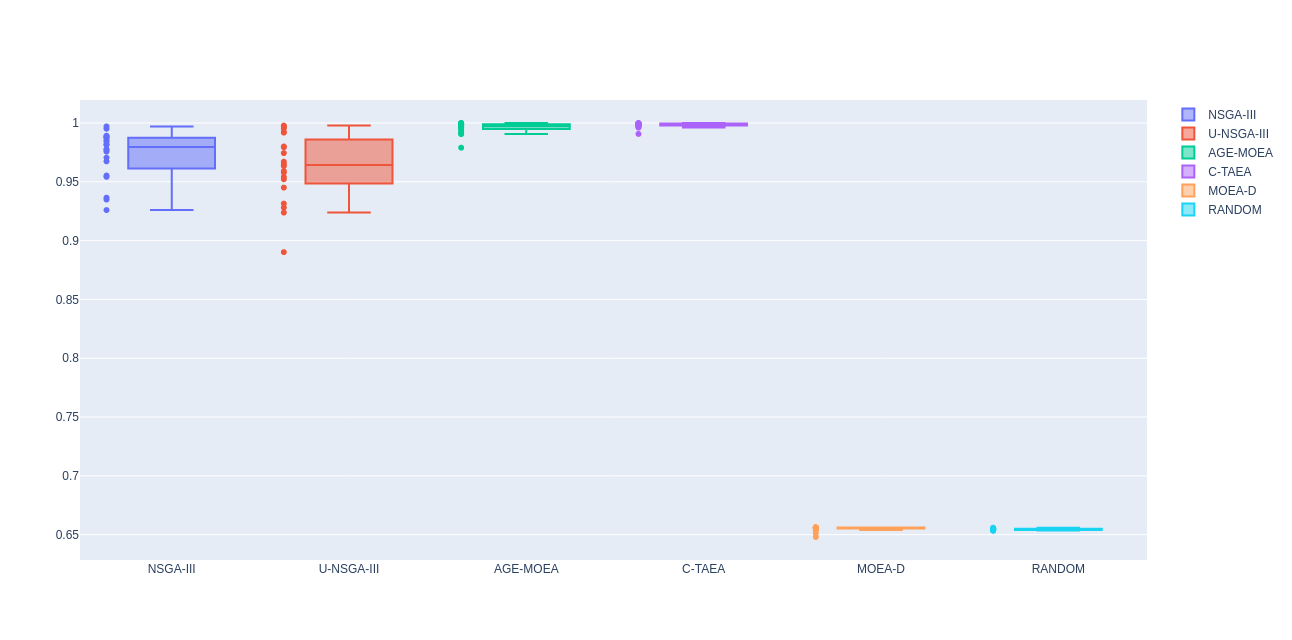 1
0.95
0.9
0.85
0.8
0.75
0.7
0.65
NSGA-III
U-NSGA-III
AGE-MOEA
C-TAEA
MOEA-D
RANDOM
NSGA-III
U-NSGA-III
AGE-MOEA
C-TAEA
MOEA-D
RANDOM